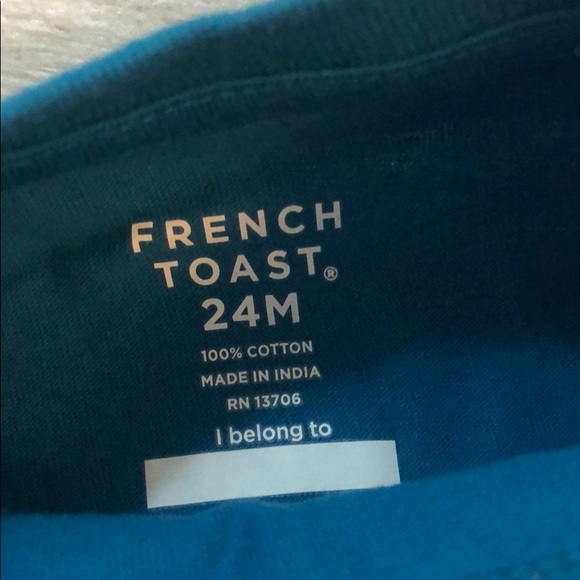 FRENCH
TOAST®
24M
100% COTTON
MADE IN INDIA
RN 13706
I belong to